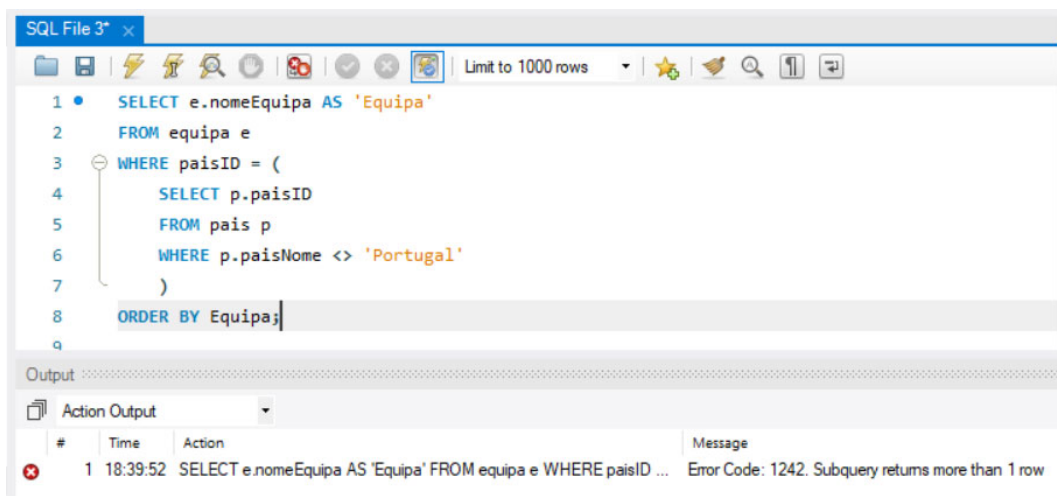 SQL File 3* ×
Limit to 1000 rows
1 SELECT e.nomeEquipa AS 'Equipa'
2 FROM equipa e
3 WHERE paisID = (
4 SELECT p.paisID
5 FROM pais p
6 WHERE p.paisNome <> 'Portugal'
7 )
8 ORDER BY Equipa;
9
Output
Action Output
# Time Action Message
1 18:39:52 SELECT e.nomeEquipa AS 'Equipa' FROM equipa e WHERE paisID ... Error Code: 1242. Subquery returns more than 1 row